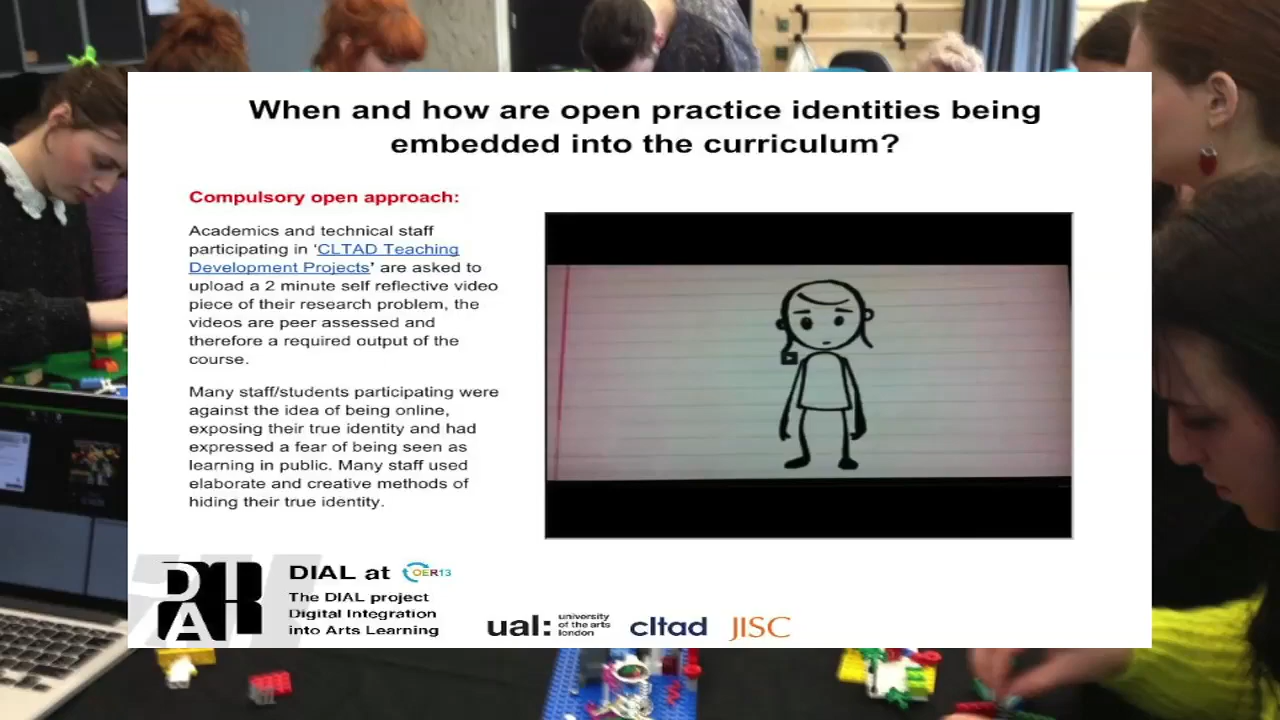 When and how are open practice identities being
embedded into the curriculum?
Compulsory open approach:
Academics and technical staff
participating in ‘CLTAD Teaching
Development Projects’ are asked to
upload a 2 minute self reflective video
piece of their research problem, the
videos are peer assessed and
therefore a required output of the
course.
Many staff/students participating were
against the idea of being online,
exposing their true identity and had
expressed a fear of being seen as
learning in public. Many staff used
elaborate and creative methods of
hiding their true identity.
DIAL
DIAL at OER13
The DIAL project
Digital Integration
into Arts Learning
ual: university
of the arts
london
cltad
JISC